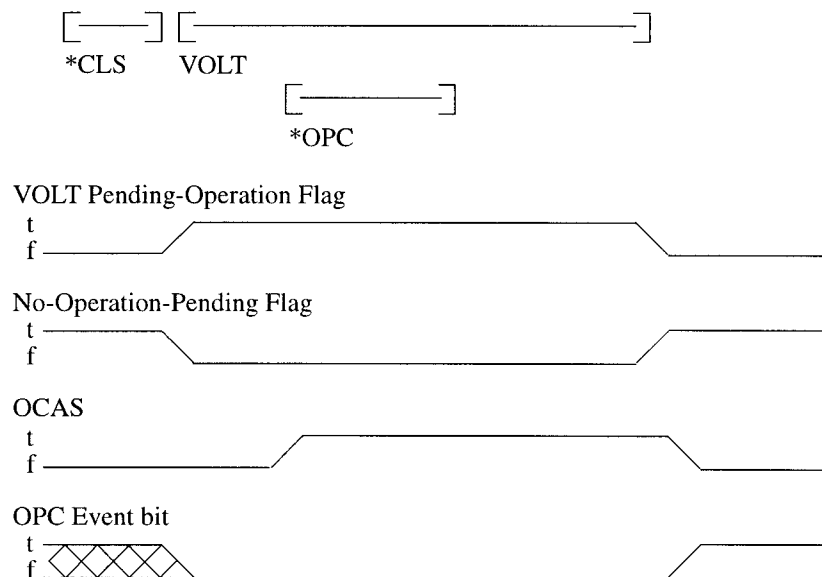 *CLS VOLT
*OPC
VOLT Pending-Operation Flag
t
f
No-Operation-Pending Flag
t
f
OCAS
t
f
OPC Event bit
t
f